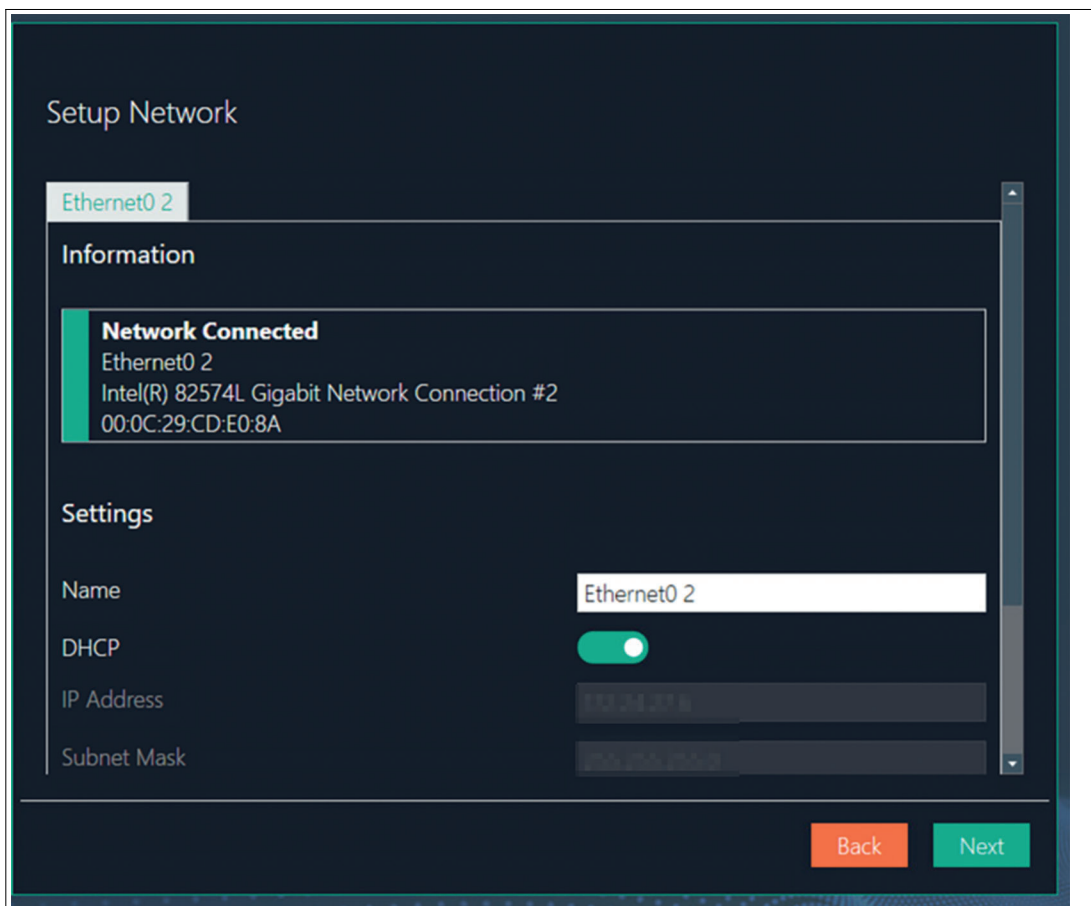 Setup Network
Ethernet0 2
Information
Network Connected
Ethernet0 2
Intel(R) 82574L Gigabit Network Connection #2
00:0C:29:CD:E0:8A
Settings
Name
Ethernet0 2
DHCP
IP Address
Subnet Mask
Back
Next